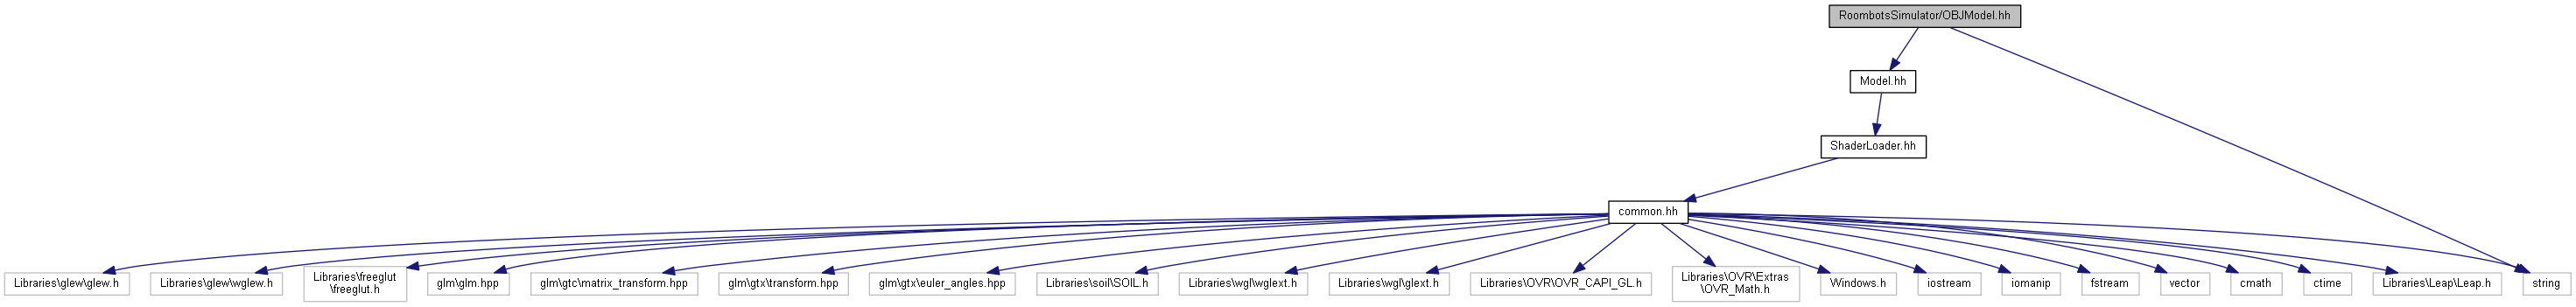 RoombotsSimulator/OBJModel.hh
Model.hh
ShaderLoader.hh
common.hh
Libraries\glew\glew.h
Libraries\glew\wglew.h
Libraries\freeglut
\freeglut.h
glm\glm.hpp
glm\gtc\matrix_transform.hpp
glm\gtx\transform.hpp
glm\gtx\euler_angles.hpp
Libraries\soil\SOIL.h
Libraries\wgl\wglext.h
Libraries\wgl\glext.h
Libraries\OVR\OVR_CAPI_GL.h
Libraries\OVR\Extras
\OVR_Math.h
Windows.h
iostream
iomanip
fstream
vector
cmath
ctime
Libraries\Leap\Leap.h
string